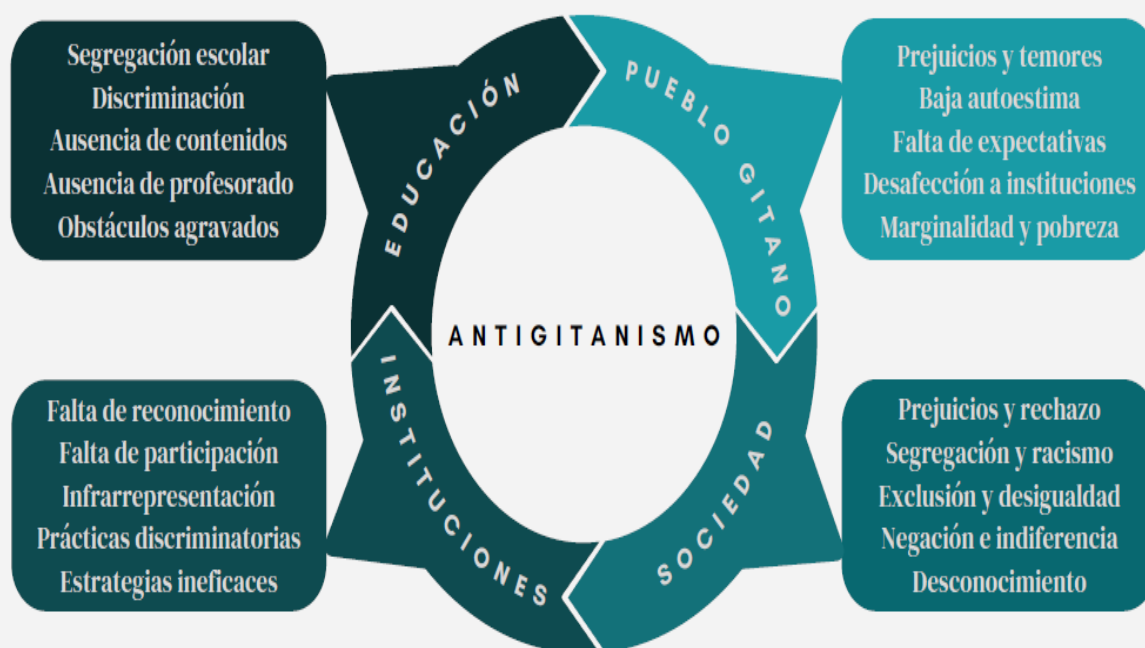 Segregación escolar
Discriminación
Ausencia de contenidos
Ausencia de profesorado
Obstáculos agravados
EDUCACIÓN
PUEBLO GITANO
Prejuicios y temores
Baja autoestima
Falta de expectativas
Desafección a instituciones
Marginalidad y pobreza
ANTIGITANISMO
Falta de reconocimiento
Falta de participación
Infrarrepresentación
Prácticas discriminatorias
Estrategias ineficaces
INSTITUCIONES
SOCIEDAD
Prejuicios y rechazo
Segregación y racismo
Exclusión y desigualdad
Negación e indiferencia
Desconocimiento